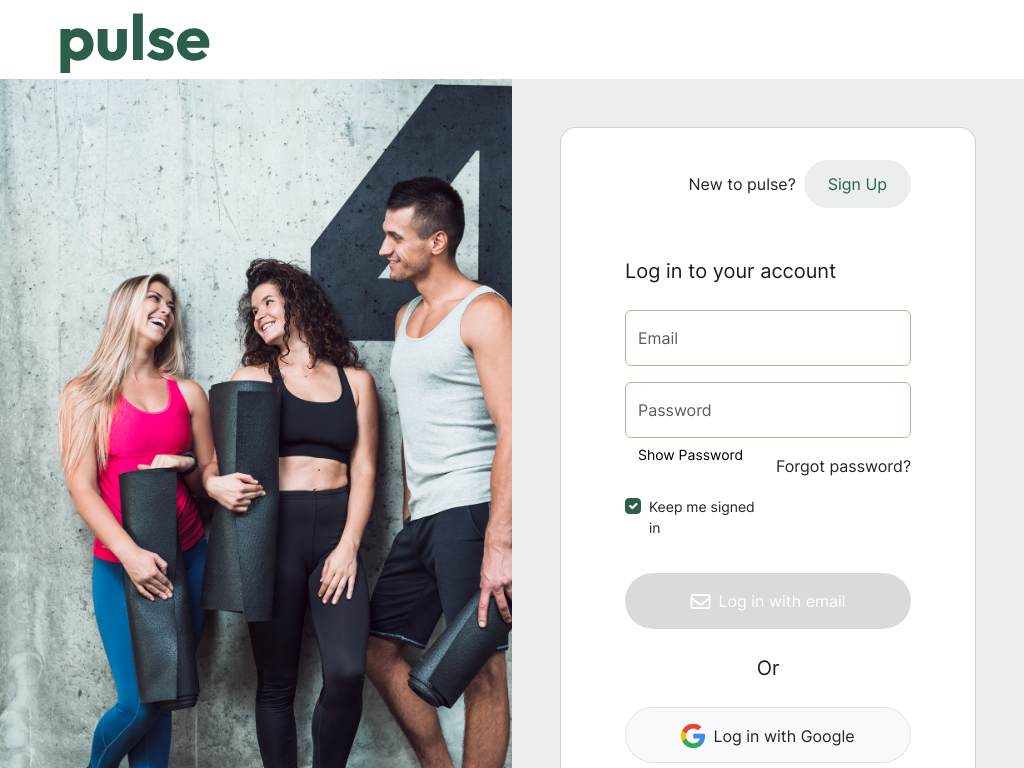 pulse
4
New to pulse? Sign Up
Log in to your account
Email
Password
Show Password
Forgot password?
Keep me signed
in
Log in with email
Or
Log in with Google